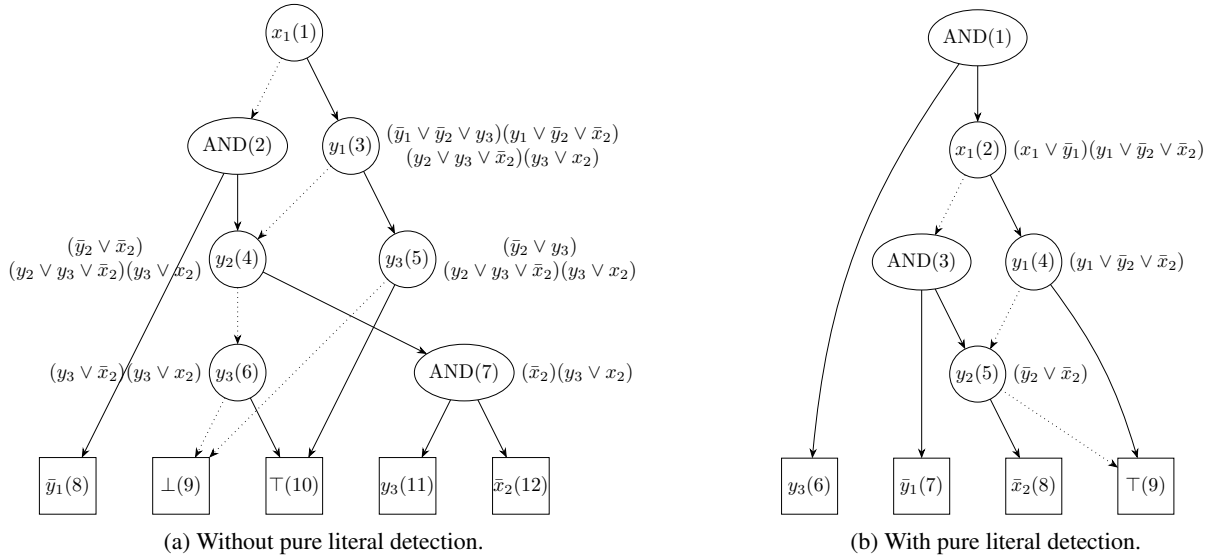 x₁(1)
AND(2)
y₁(3)
(ȳ₁ ∨ ȳ₂ ∨ y₃)(y₁ ∨ ȳ₂ ∨ x̄₂)
(y₂ ∨ y₃ ∨ x̄₂)(y₃ ∨ x₂)
(ȳ₂ ∨ x̄₂)
(y₂ ∨ y₃ ∨ x̄₂)(y₃ ∨ x₂)
y₂(4)
y₃(5)
(ȳ₂ ∨ y₃)
(y₂ ∨ y₃ ∨ x̄₂)(y₃ ∨ x₂)
(y₃ ∨ x̄₂)(y₃ ∨ x₂)
y₃(6)
AND(7)
(x̄₂)(y₃ ∨ x₂)
ȳ₁(8)
⊥(9)
⊤(10)
y₃(11)
x̄₂(12)
(a) Without pure literal detection.
AND(1)
x₁(2)
(x₁ ∨ ȳ₁)(y₁ ∨ ȳ₂ ∨ x̄₂)
AND(3)
y₁(4)
(y₁ ∨ ȳ₂ ∨ x̄₂)
y₂(5)
(ȳ₂ ∨ x̄₂)
y₃(6)
ȳ₁(7)
x̄₂(8)
⊤(9)
(b) With pure literal detection.